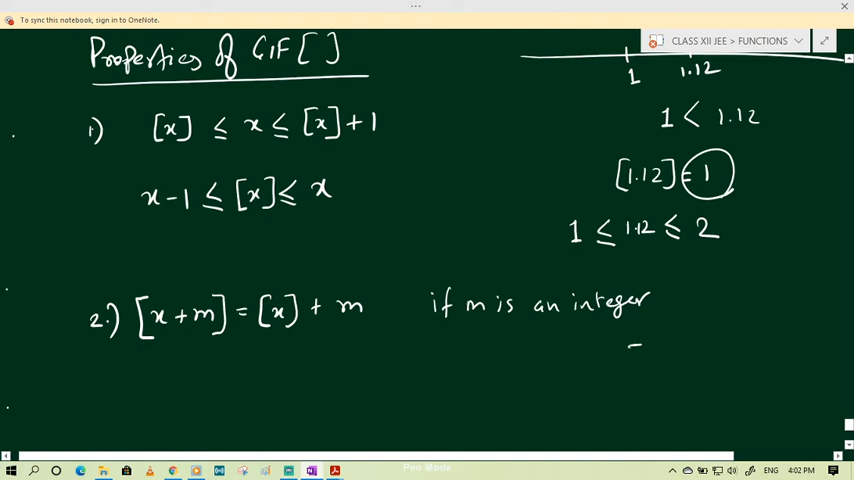 To sync this notebook, sign in to OneNote.
CLASS XII JEE > FUNCTIONS
Properties of GIF [ ]
1 1.12
1) [x] ≤ x ≤ [x] + 1
1 < 1.12
x-1 ≤ [x] ≤ x
[1.12] = 1
1 ≤ 1.12 ≤ 2
2.) [x + m] = [x] + m if m is an integer
Pen Mode
ENG 4:02 PM